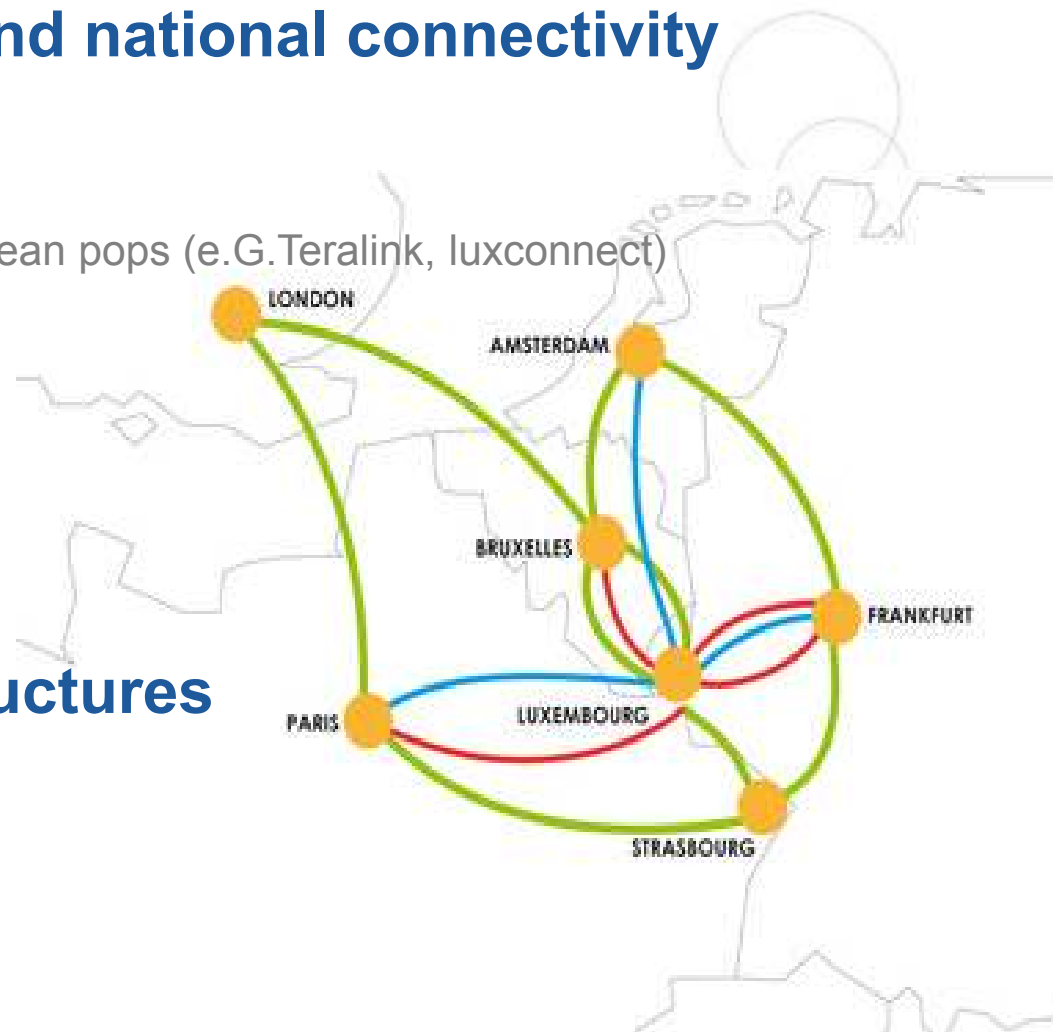 nd national connectivity
ean pops (e.G.Teralink, luxconnect)
LONDON
AMSTERDAM
BRUXELLES
FRANKFURT
uctures
LUXEMBOURG
PARIS
STRASBOURG